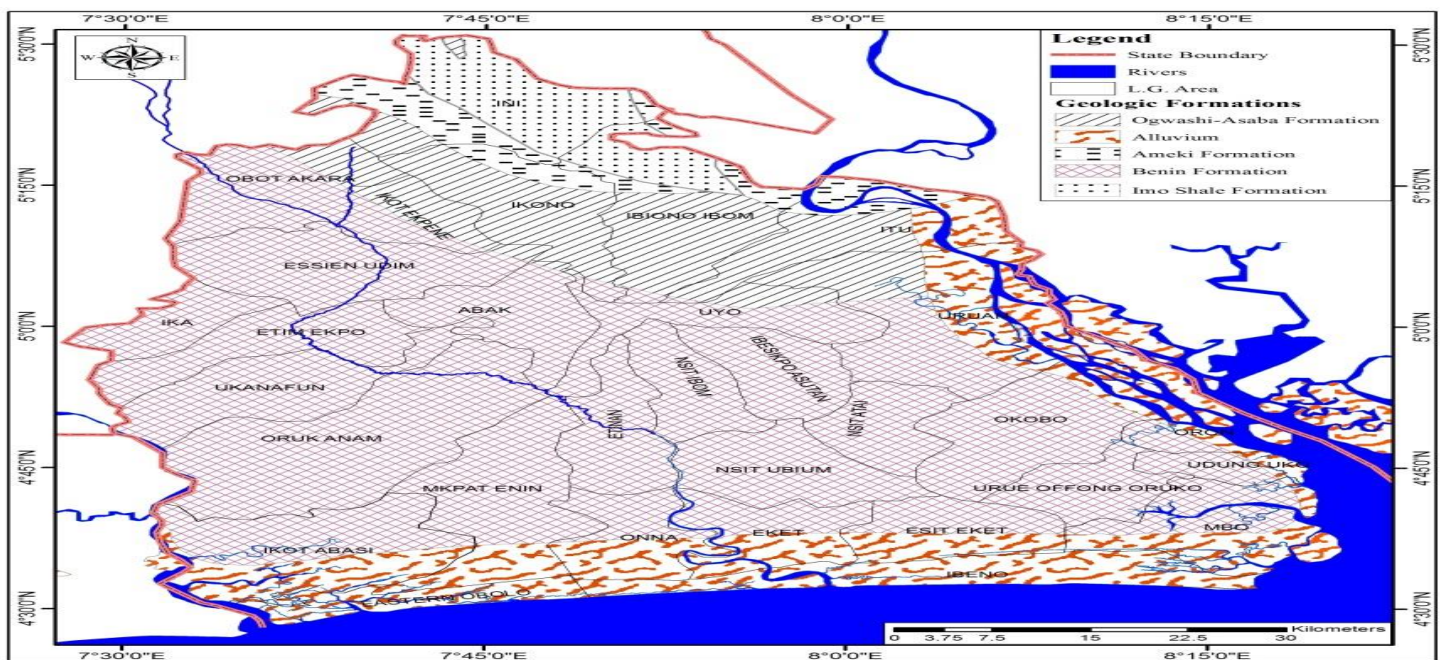 7°30'0"E 7°45'0"E 8°0'0"E 8°15'0"E
5°30'0"N 5°30'0"N
N
W E
S
Legend
State Boundary
Rivers
L.G. Area
Geologic Formations
Ogwashi-Asaba Formation
Alluvium
Ameki Formation
Benin Formation
Imo Shale Formation
INI
5°15'0"N 5°15'0"N
OBOT AKARA
IKOT EKPENE
IKONO
IBIONO IBOM
ITU
ESSIEN UDIM
ABAK
UYO
URUAN
IKA
5°0'0"N 5°0'0"N
ETIM EKPO
IBESIKPO ASUTAN
NSIT IBOM
UKANAFUN
NSIT ATAI
OKOBO
ETINAN
ORON
ORUK ANAM
4°45'0"N 4°45'0"N
NSIT UBIUM
UDUNG UKO
MKPAT ENIN
URUE OFFONG ORUKO
MBO
ONNA
EKET
ESIT EKET
IKOT ABASI
IBENO
EASTERN OBOLO
4°30'0"N 4°30'0"N
Kilometers
0 3.75 7.5 15 22.5 30
7°30'0"E 7°45'0"E 8°0'0"E 8°15'0"E